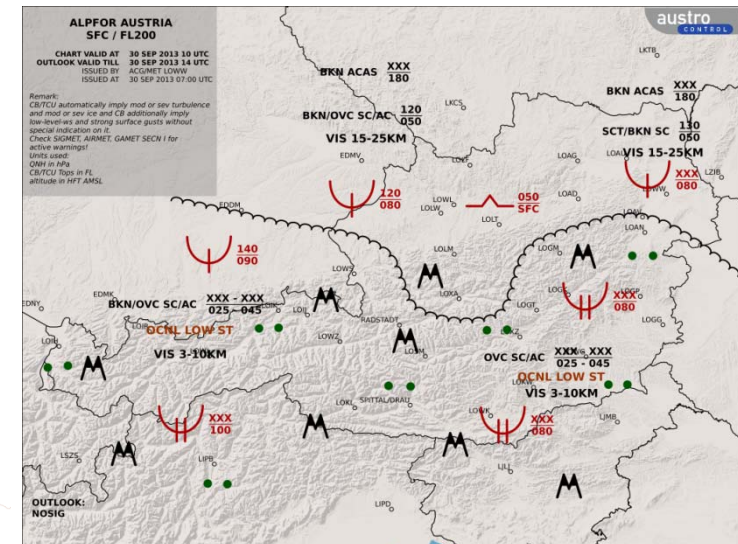 ALPFOR AUSTRIA
SFC / FL200
CHART VALID AT 30 SEP 2013 10 UTC
OUTLOOK VALID TILL 30 SEP 2013 14 UTC
ISSUED BY ACG/MET LOWW
ISSUED AT 30 SEP 2013 07:00 UTC
Remark:
CB/TCU automatically imply mod or sev turbulence
and mod or sev ice and CB additionally imply
low-level-ws and strong surface gusts without
special indication on it.
Check SIGMET, AIRMET, GAMET SECN I for
active warnings!
Units used:
QNH in hPa
CB/TCU Tops in FL
altitude in HFT AMSL
austro
CONTROL
LKTB
BKN ACAS XXX
180
BKN ACAS XXX
180
LKCS
BKN/OVC SC/AC 120
050
VIS 15-25KM
SCT/BKN SC 130
050
VIS 15-25KM
EDMV
LOAG
LZIB
120
080
050
SFC
XXX
080
LOWL
LOLW
LOAD
LOLT
EDDM
LOAV
LOAN
140
090
LOLM
LOGM
LOWS
EDMK
LOXA
XXX
080
EDNY
BKN/OVC SC/AC XXX - XXX
025 - 045
LOIJ
LOGT
LOGG
OCNL LOW ST
RADSTADT
VIS 3-10KM
LOWZ
OVC SC/AC XXX - XXX
025 - 045
OCNL LOW ST
VIS 3-10KM
LOKL
SPITTAL/DRAU
LOWK
LJMB
XXX
100
XXX
080
LSZS
LIPB
LJLJ
OUTLOOK:
NOSIG
LIPD